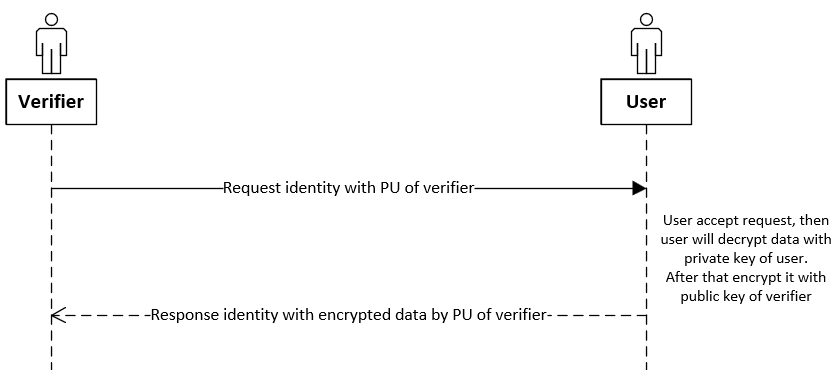 Verifier
User
Request identity with PU of verifier
User accept request, then
user will decrypt data with
private key of user.
After that encrypt it with
public key of verifier
Response identity with encrypted data by PU of verifier